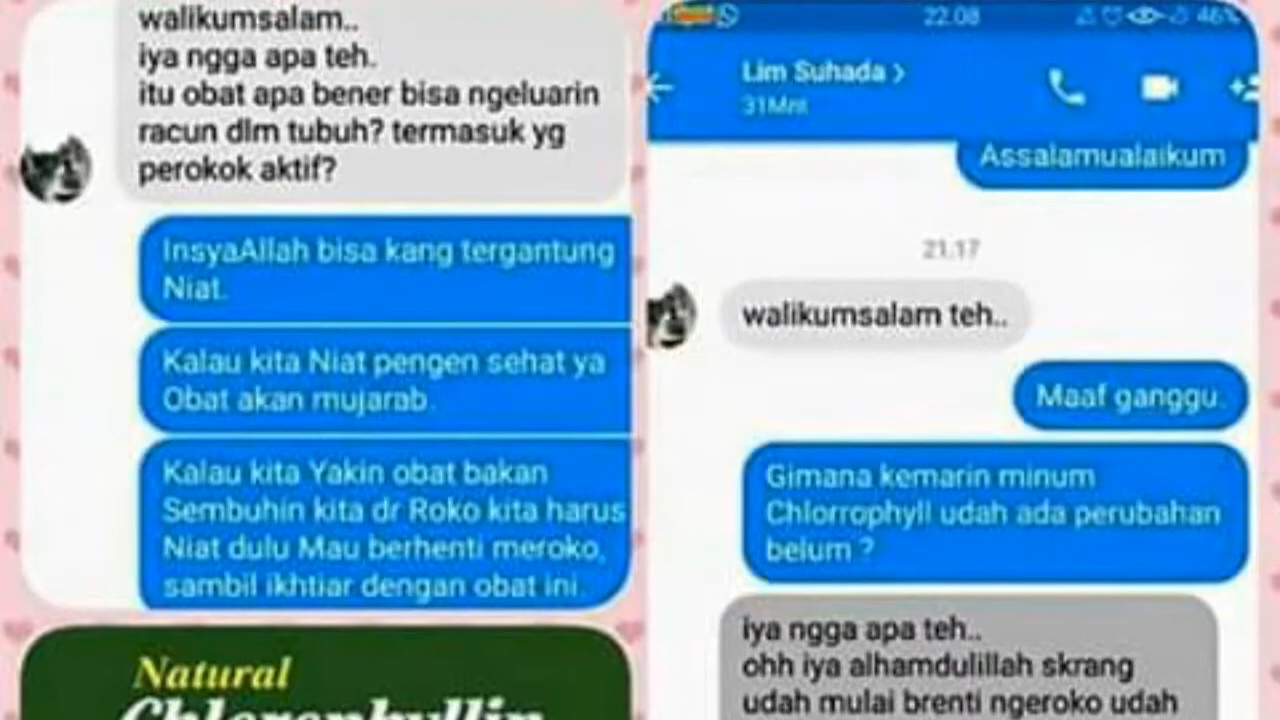 walikumsalam..
iya ngga apa teh.
itu obat apa bener bisa ngeluarin
racun dlm tubuh? termasuk yg
perokok aktif?
InsyaAllah bisa kang tergantung
Niat.
Kalau kita Niat pengen sehat ya
Obat akan mujarab.
Kalau kita Yakin obat bakan
Sembuhin kita dr Roko kita harus
Niat dulu Mau berhenti meroko,
sambil ikhtiar dengan obat ini.
Natural
Chlorophyllin
22.08
46%
Lim Suhada >
31Mnt
Assalamualaikum
21.17
walikumsalam teh..
Maaf ganggu.
Gimana kemarin minum
Chlorrophyll udah ada perubahan
belum ?
iya ngga apa teh..
ohh iya alhamdulillah skrang
udah mulai brenti ngeroko udah